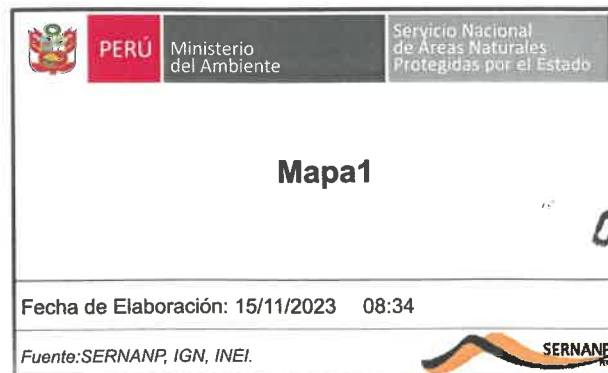 PERÚ
Ministerio
del Ambiente
Servicio Nacional
de Áreas Naturales
Protegidas por el Estado
Mapa1
Fecha de Elaboración: 15/11/2023 08:34
Fuente:SERNANP, IGN, INEI.
SERNANP